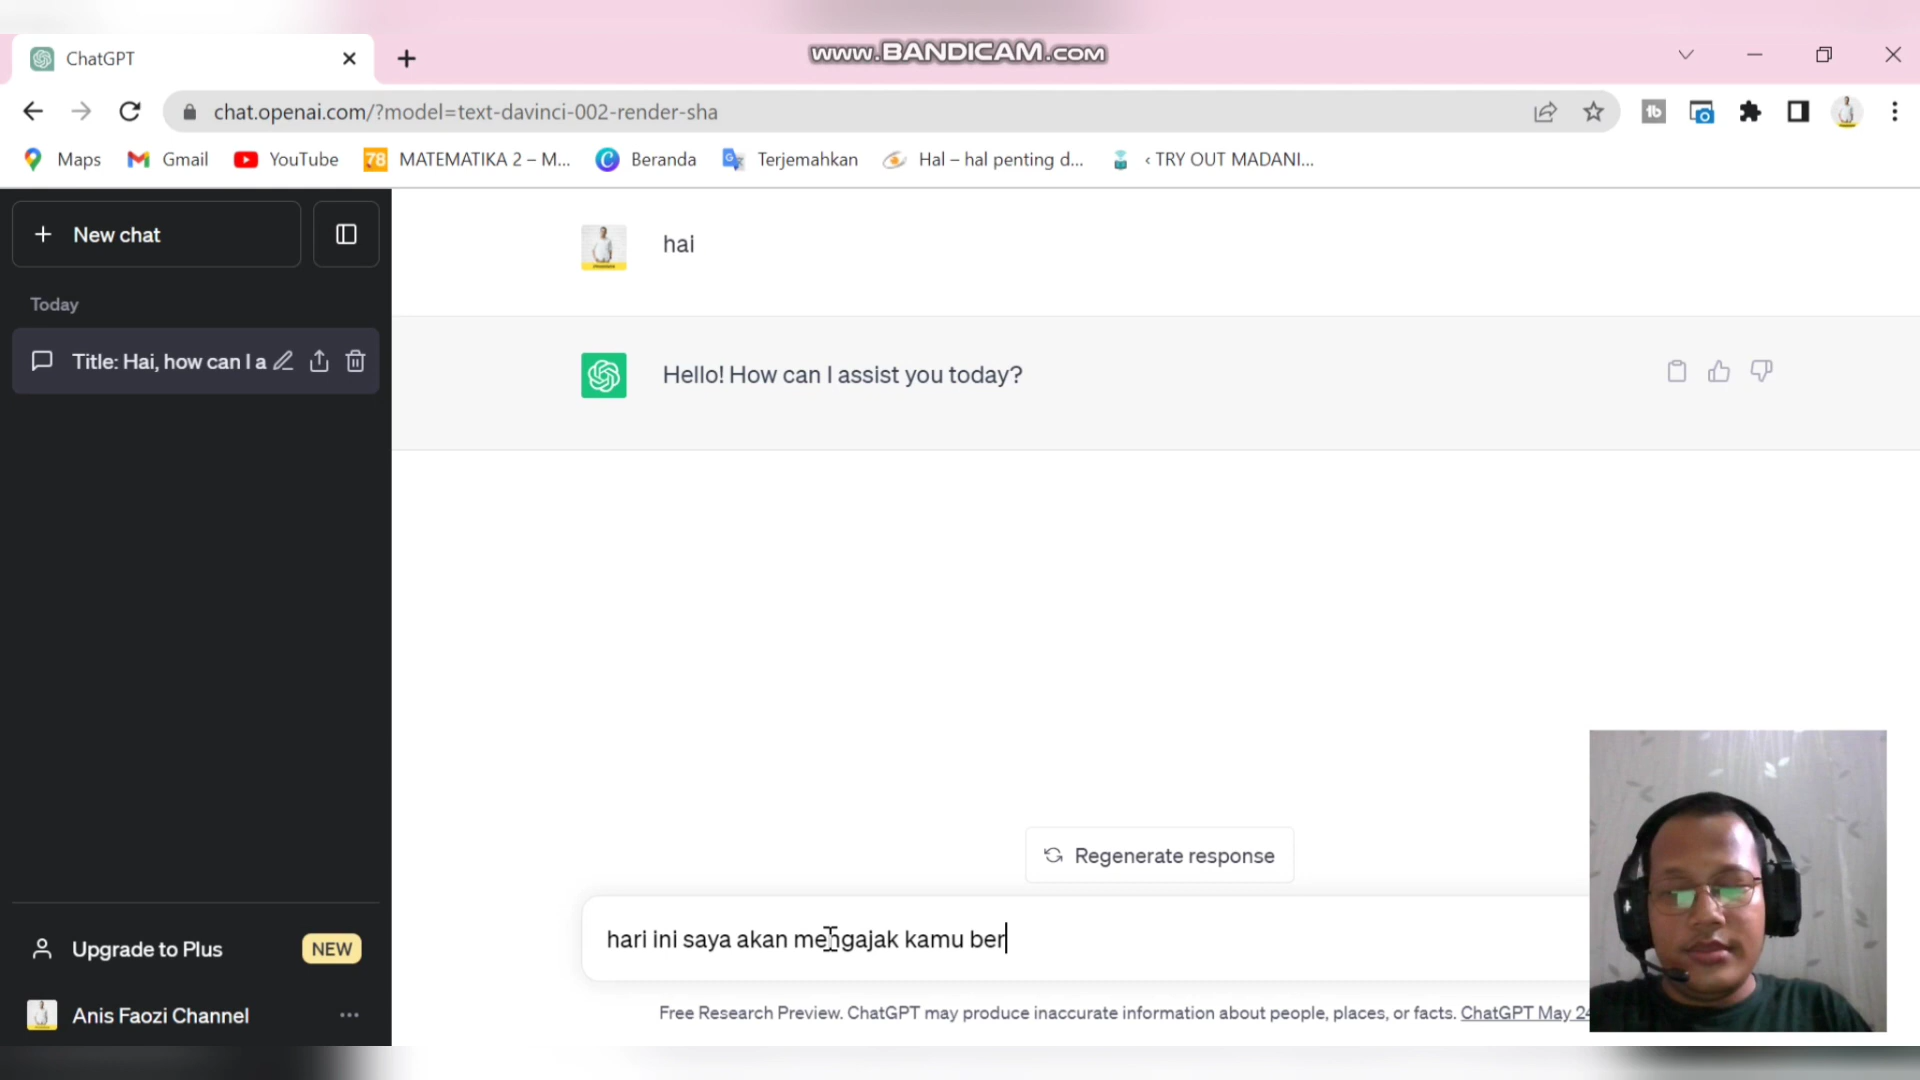 www.BANDICAM.com
ChatGPT
chat.openai.com/?model=text-davinci-002-render-sha
Maps
Gmail
YouTube
78
MATEMATIKA 2 – M...
Beranda
Terjemahkan
Hal – hal penting d...
‹ TRY OUT MADANI...
New chat
Today
Title: Hai, how can I a
hai
Hello! How can I assist you today?
Regenerate response
hari ini saya akan mengajak kamu ber
Free Research Preview. ChatGPT may produce inaccurate information about people, places, or facts. ChatGPT May 24
Upgrade to Plus
NEW
Anis Faozi Channel